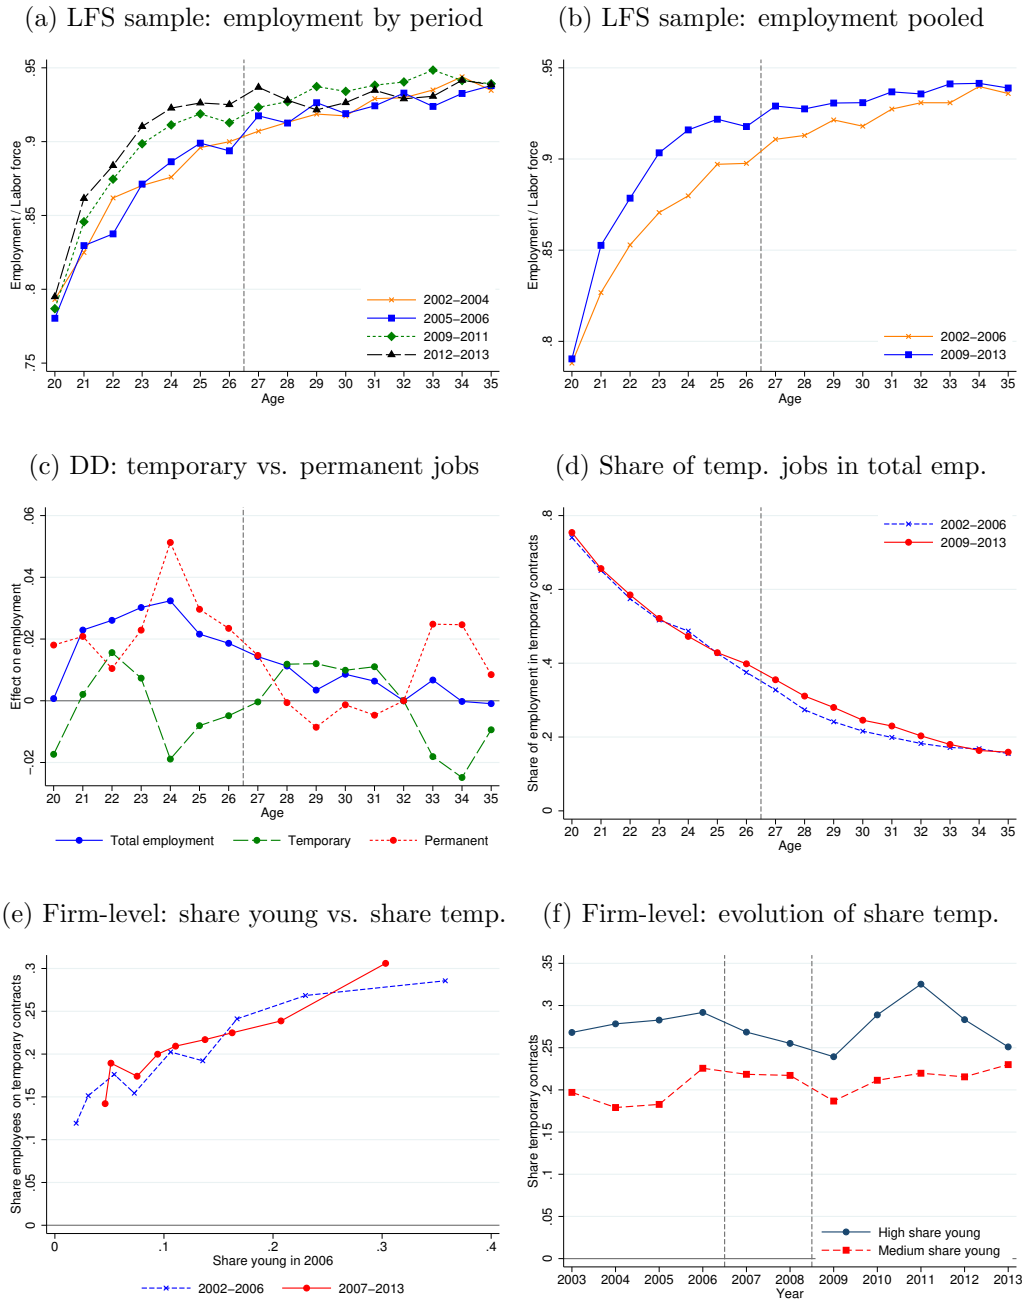 (a) LFS sample: employment by period
Employment / Labor force
.95
.9
.85
.8
.75
20 21 22 23 24 25 26 27 28 29 30 31 32 33 34 35
Age
2002−2004
2005−2006
2009−2011
2012−2013
(b) LFS sample: employment pooled
Employment / Labor force
.95
.9
.85
.8
20 21 22 23 24 25 26 27 28 29 30 31 32 33 34 35
Age
2002−2006
2009−2013
(c) DD: temporary vs. permanent jobs
Effect on employment
.06
.04
.02
0
−.02
20 21 22 23 24 25 26 27 28 29 30 31 32 33 34 35
Age
Total employment Temporary Permanent
(d) Share of temp. jobs in total emp.
Share of employment in temporary contracts
.8
.6
.4
.2
0
20 21 22 23 24 25 26 27 28 29 30 31 32 33 34 35
Age
2002−2006
2009−2013
(e) Firm-level: share young vs. share temp.
Share employees on temporary contracts
.3
.25
.2
.15
.1
.05
0
0 .1 .2 .3 .4
Share young in 2006
2002−2006 2007−2013
(f) Firm-level: evolution of share temp.
Share temporary contracts
.35
.3
.25
.2
.15
.1
.05
0
2003 2004 2005 2006 2007 2008 2009 2010 2011 2012 2013
Year
High share young
Medium share young